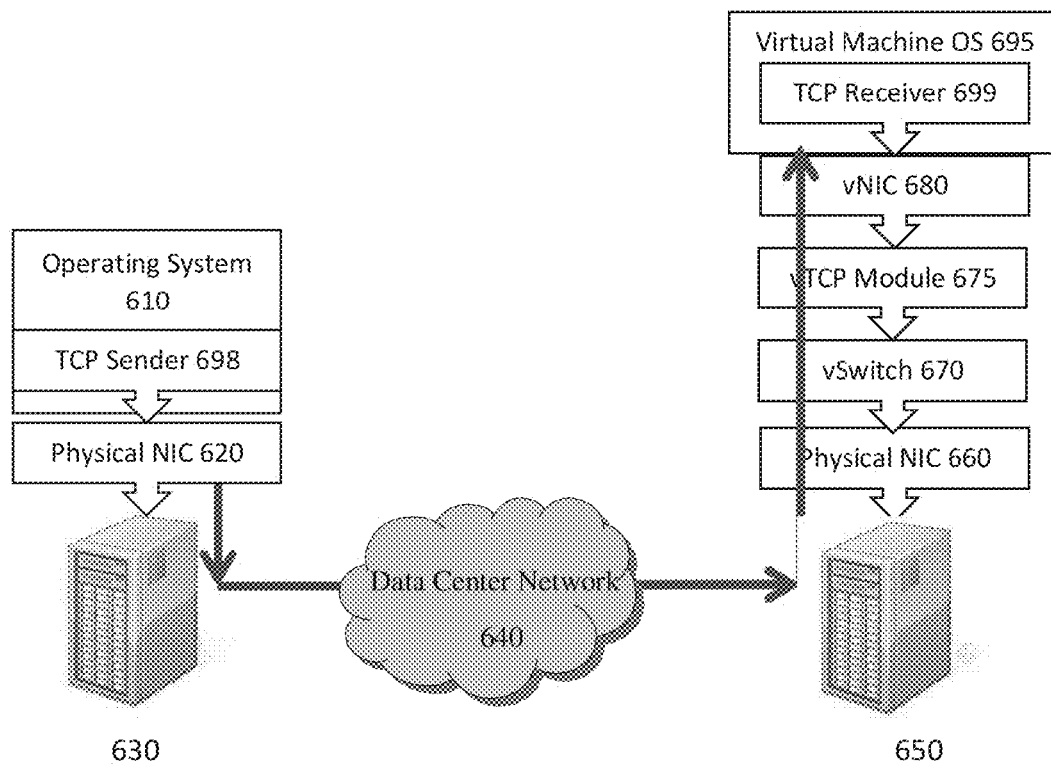 Virtual Machine OS 695
TCP Receiver 699
vNIC 680
vTCP Module 675
vSwitch 670
Physical NIC 660
Operating System
610
TCP Sender 698
Physical NIC 620
Data Center Network
640
630
650